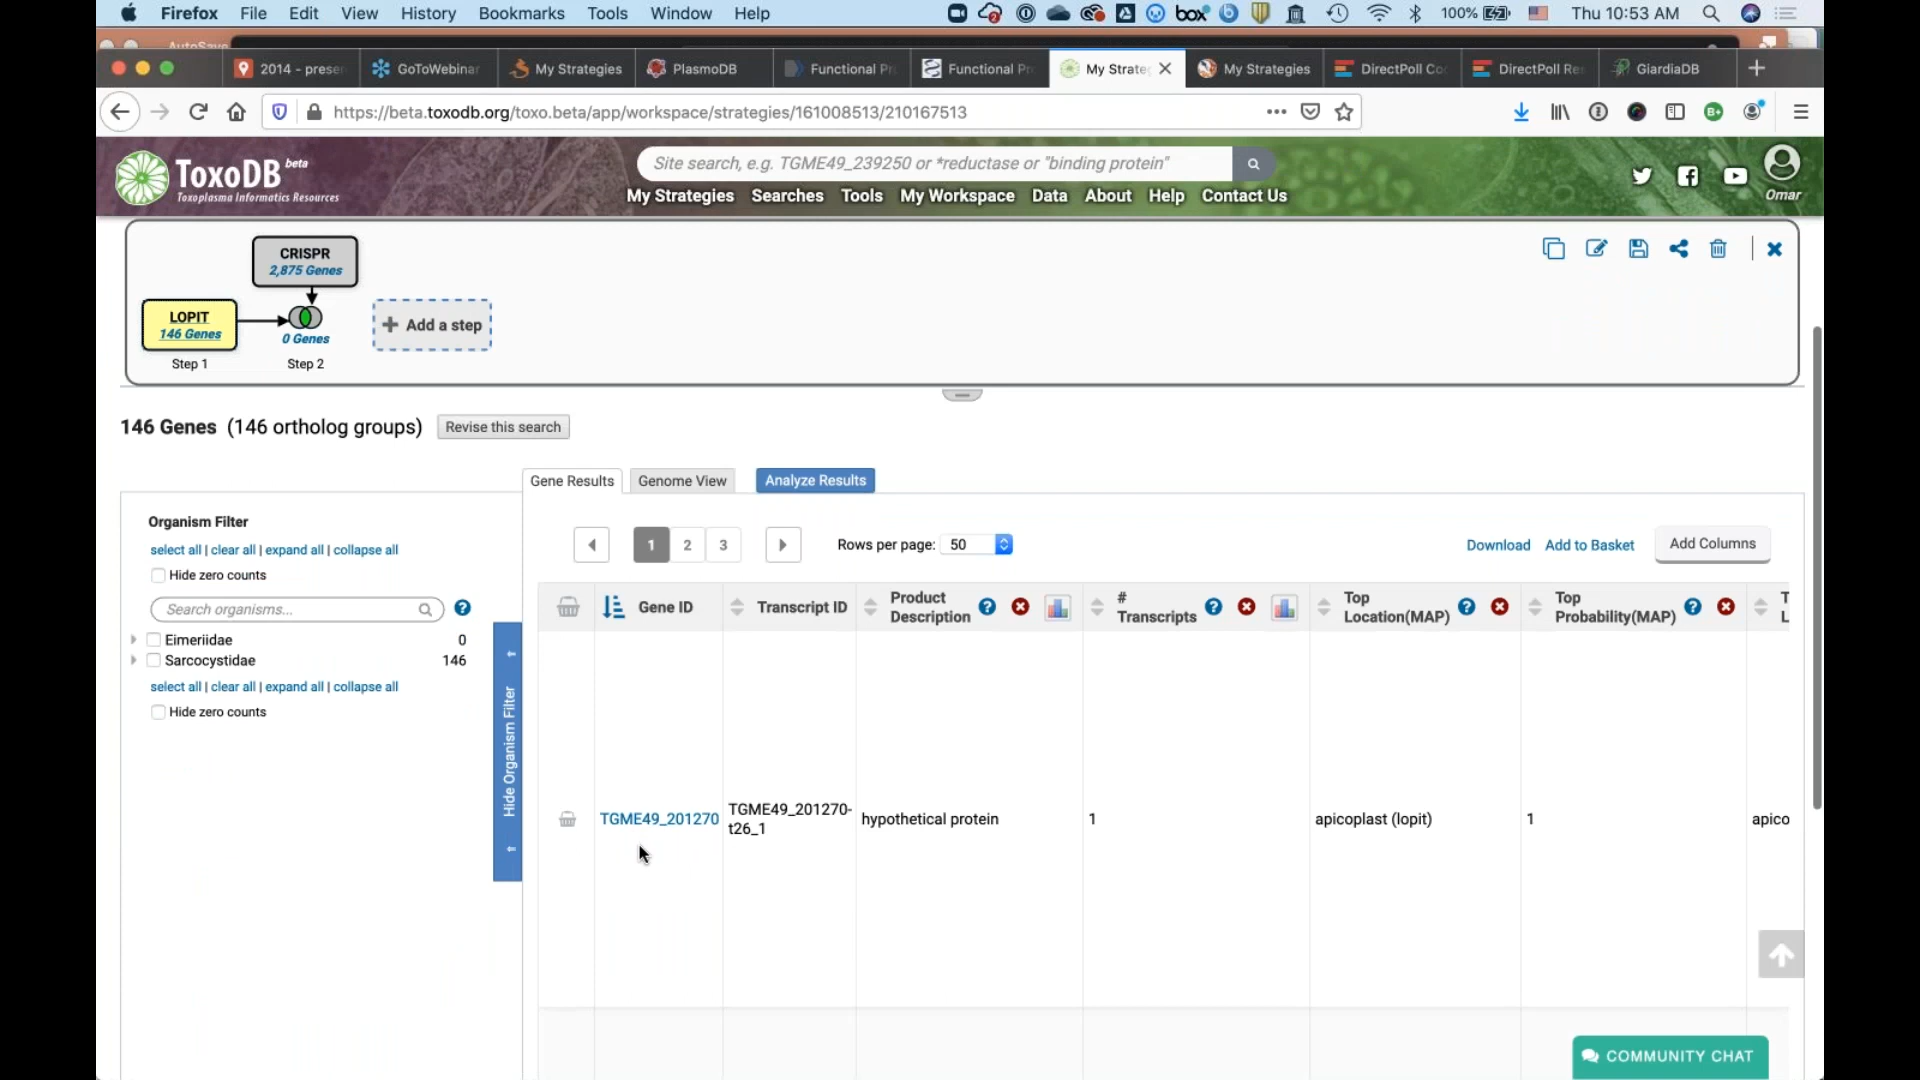 Firefox File Edit View History Bookmarks Tools Window Help box 100% Thu 10:53 AM
AutoSave
2014 - presen GoToWebinar My Strategies PlasmoDB Functional Pr Functional Pr My Strate My Strategies DirectPoll Co DirectPoll Re GiardiaDB
https://beta.toxodb.org/toxo.beta/app/workspace/strategies/161008513/210167513
ToxoDB beta
Toxoplasma Informatics Resources
Site search, e.g. TGME49_239250 or *reductase or "binding protein"
My Strategies Searches Tools My Workspace Data About Help Contact Us
Omar
CRISPR
2,875 Genes
LOPIT
146 Genes
0 Genes
Step 1 Step 2
Add a step
146 Genes (146 ortholog groups) Revise this search
Gene Results Genome View Analyze Results
Organism Filter
select all | clear all | expand all | collapse all
Hide zero counts
Search organisms...
Eimeriidae 0
Sarcocystidae 146
select all | clear all | expand all | collapse all
Hide zero counts
Hide Organism Filter
1 2 3 Rows per page: 50 Download Add to Basket Add Columns
Gene ID Transcript ID Product Description # Transcripts Top Location(MAP) Top Probability(MAP) T L
TGME49_201270 TGME49_201270-t26_1 hypothetical protein 1 apicoplast (lopit) 1 apico
COMMUNITY CHAT